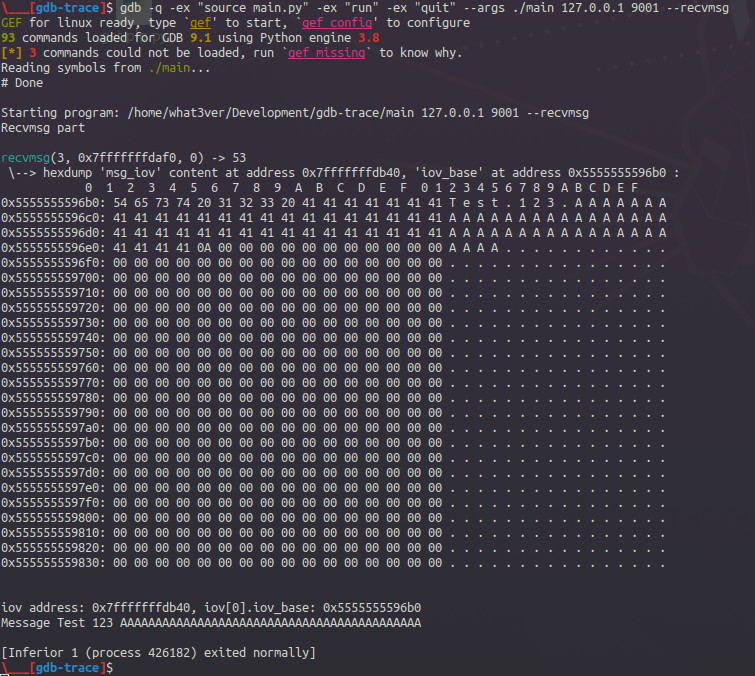 \___[gdb-trace]$ gdb -q -ex "source main.py" -ex "run" -ex "quit" --args ./main 127.0.0.1 9001 --recvmsg
GEF for linux ready, type `gef' to start, `gef config' to configure
93 commands loaded for GDB 9.1 using Python engine 3.8
[*] 3 commands could not be loaded, run `gef missing` to know why.
Reading symbols from ./main...
# Done
Starting program: /home/what3ver/Development/gdb-trace/main 127.0.0.1 9001 --recvmsg
Recvmsg part
recvmsg(3, 0x7fffffffdaf0, 0) -> 53
\--> hexdump 'msg_iov' content at address 0x7fffffffdb40, 'iov_base' at address 0x5555555596b0 :
0 1 2 3 4 5 6 7 8 9 A B C D E F 0 1 2 3 4 5 6 7 8 9 A B C D E F
0x5555555596b0: 54 65 73 74 20 31 32 33 20 41 41 41 41 41 41 41 T e s t . 1 2 3 . A A A A A A A
0x5555555596c0: 41 41 41 41 41 41 41 41 41 41 41 41 41 41 41 41 A A A A A A A A A A A A A A A A
0x5555555596d0: 41 41 41 41 41 41 41 41 41 41 41 41 41 41 41 41 A A A A A A A A A A A A A A A A
0x5555555596e0: 41 41 41 41 0A 00 00 00 00 00 00 00 00 00 00 00 A A A A . . . . . . . . . . . .
0x5555555596f0: 00 00 00 00 00 00 00 00 00 00 00 00 00 00 00 00 . . . . . . . . . . . . . . . .
0x555555559700: 00 00 00 00 00 00 00 00 00 00 00 00 00 00 00 00 . . . . . . . . . . . . . . . .
0x555555559710: 00 00 00 00 00 00 00 00 00 00 00 00 00 00 00 00 . . . . . . . . . . . . . . . .
0x555555559720: 00 00 00 00 00 00 00 00 00 00 00 00 00 00 00 00 . . . . . . . . . . . . . . . .
0x555555559730: 00 00 00 00 00 00 00 00 00 00 00 00 00 00 00 00 . . . . . . . . . . . . . . . .
0x555555559740: 00 00 00 00 00 00 00 00 00 00 00 00 00 00 00 00 . . . . . . . . . . . . . . . .
0x555555559750: 00 00 00 00 00 00 00 00 00 00 00 00 00 00 00 00 . . . . . . . . . . . . . . . .
0x555555559760: 00 00 00 00 00 00 00 00 00 00 00 00 00 00 00 00 . . . . . . . . . . . . . . . .
0x555555559770: 00 00 00 00 00 00 00 00 00 00 00 00 00 00 00 00 . . . . . . . . . . . . . . . .
0x555555559780: 00 00 00 00 00 00 00 00 00 00 00 00 00 00 00 00 . . . . . . . . . . . . . . . .
0x555555559790: 00 00 00 00 00 00 00 00 00 00 00 00 00 00 00 00 . . . . . . . . . . . . . . . .
0x5555555597a0: 00 00 00 00 00 00 00 00 00 00 00 00 00 00 00 00 . . . . . . . . . . . . . . . .
0x5555555597b0: 00 00 00 00 00 00 00 00 00 00 00 00 00 00 00 00 . . . . . . . . . . . . . . . .
0x5555555597c0: 00 00 00 00 00 00 00 00 00 00 00 00 00 00 00 00 . . . . . . . . . . . . . . . .
0x5555555597d0: 00 00 00 00 00 00 00 00 00 00 00 00 00 00 00 00 . . . . . . . . . . . . . . . .
0x5555555597e0: 00 00 00 00 00 00 00 00 00 00 00 00 00 00 00 00 . . . . . . . . . . . . . . . .
0x5555555597f0: 00 00 00 00 00 00 00 00 00 00 00 00 00 00 00 00 . . . . . . . . . . . . . . . .
0x555555559800: 00 00 00 00 00 00 00 00 00 00 00 00 00 00 00 00 . . . . . . . . . . . . . . . .
0x555555559810: 00 00 00 00 00 00 00 00 00 00 00 00 00 00 00 00 . . . . . . . . . . . . . . . .
0x555555559820: 00 00 00 00 00 00 00 00 00 00 00 00 00 00 00 00 . . . . . . . . . . . . . . . .
0x555555559830: 00 00 00 00 00 00 00 00 00 00 00 00 00 00 00 00 . . . . . . . . . . . . . . . .
iov address: 0x7fffffffdb40, iov[0].iov_base: 0x5555555596b0
Message Test 123 AAAAAAAAAAAAAAAAAAAAAAAAAAAAAAAAAAAAAAAAAAA
[Inferior 1 (process 426182) exited normally]
\___[gdb-trace]$